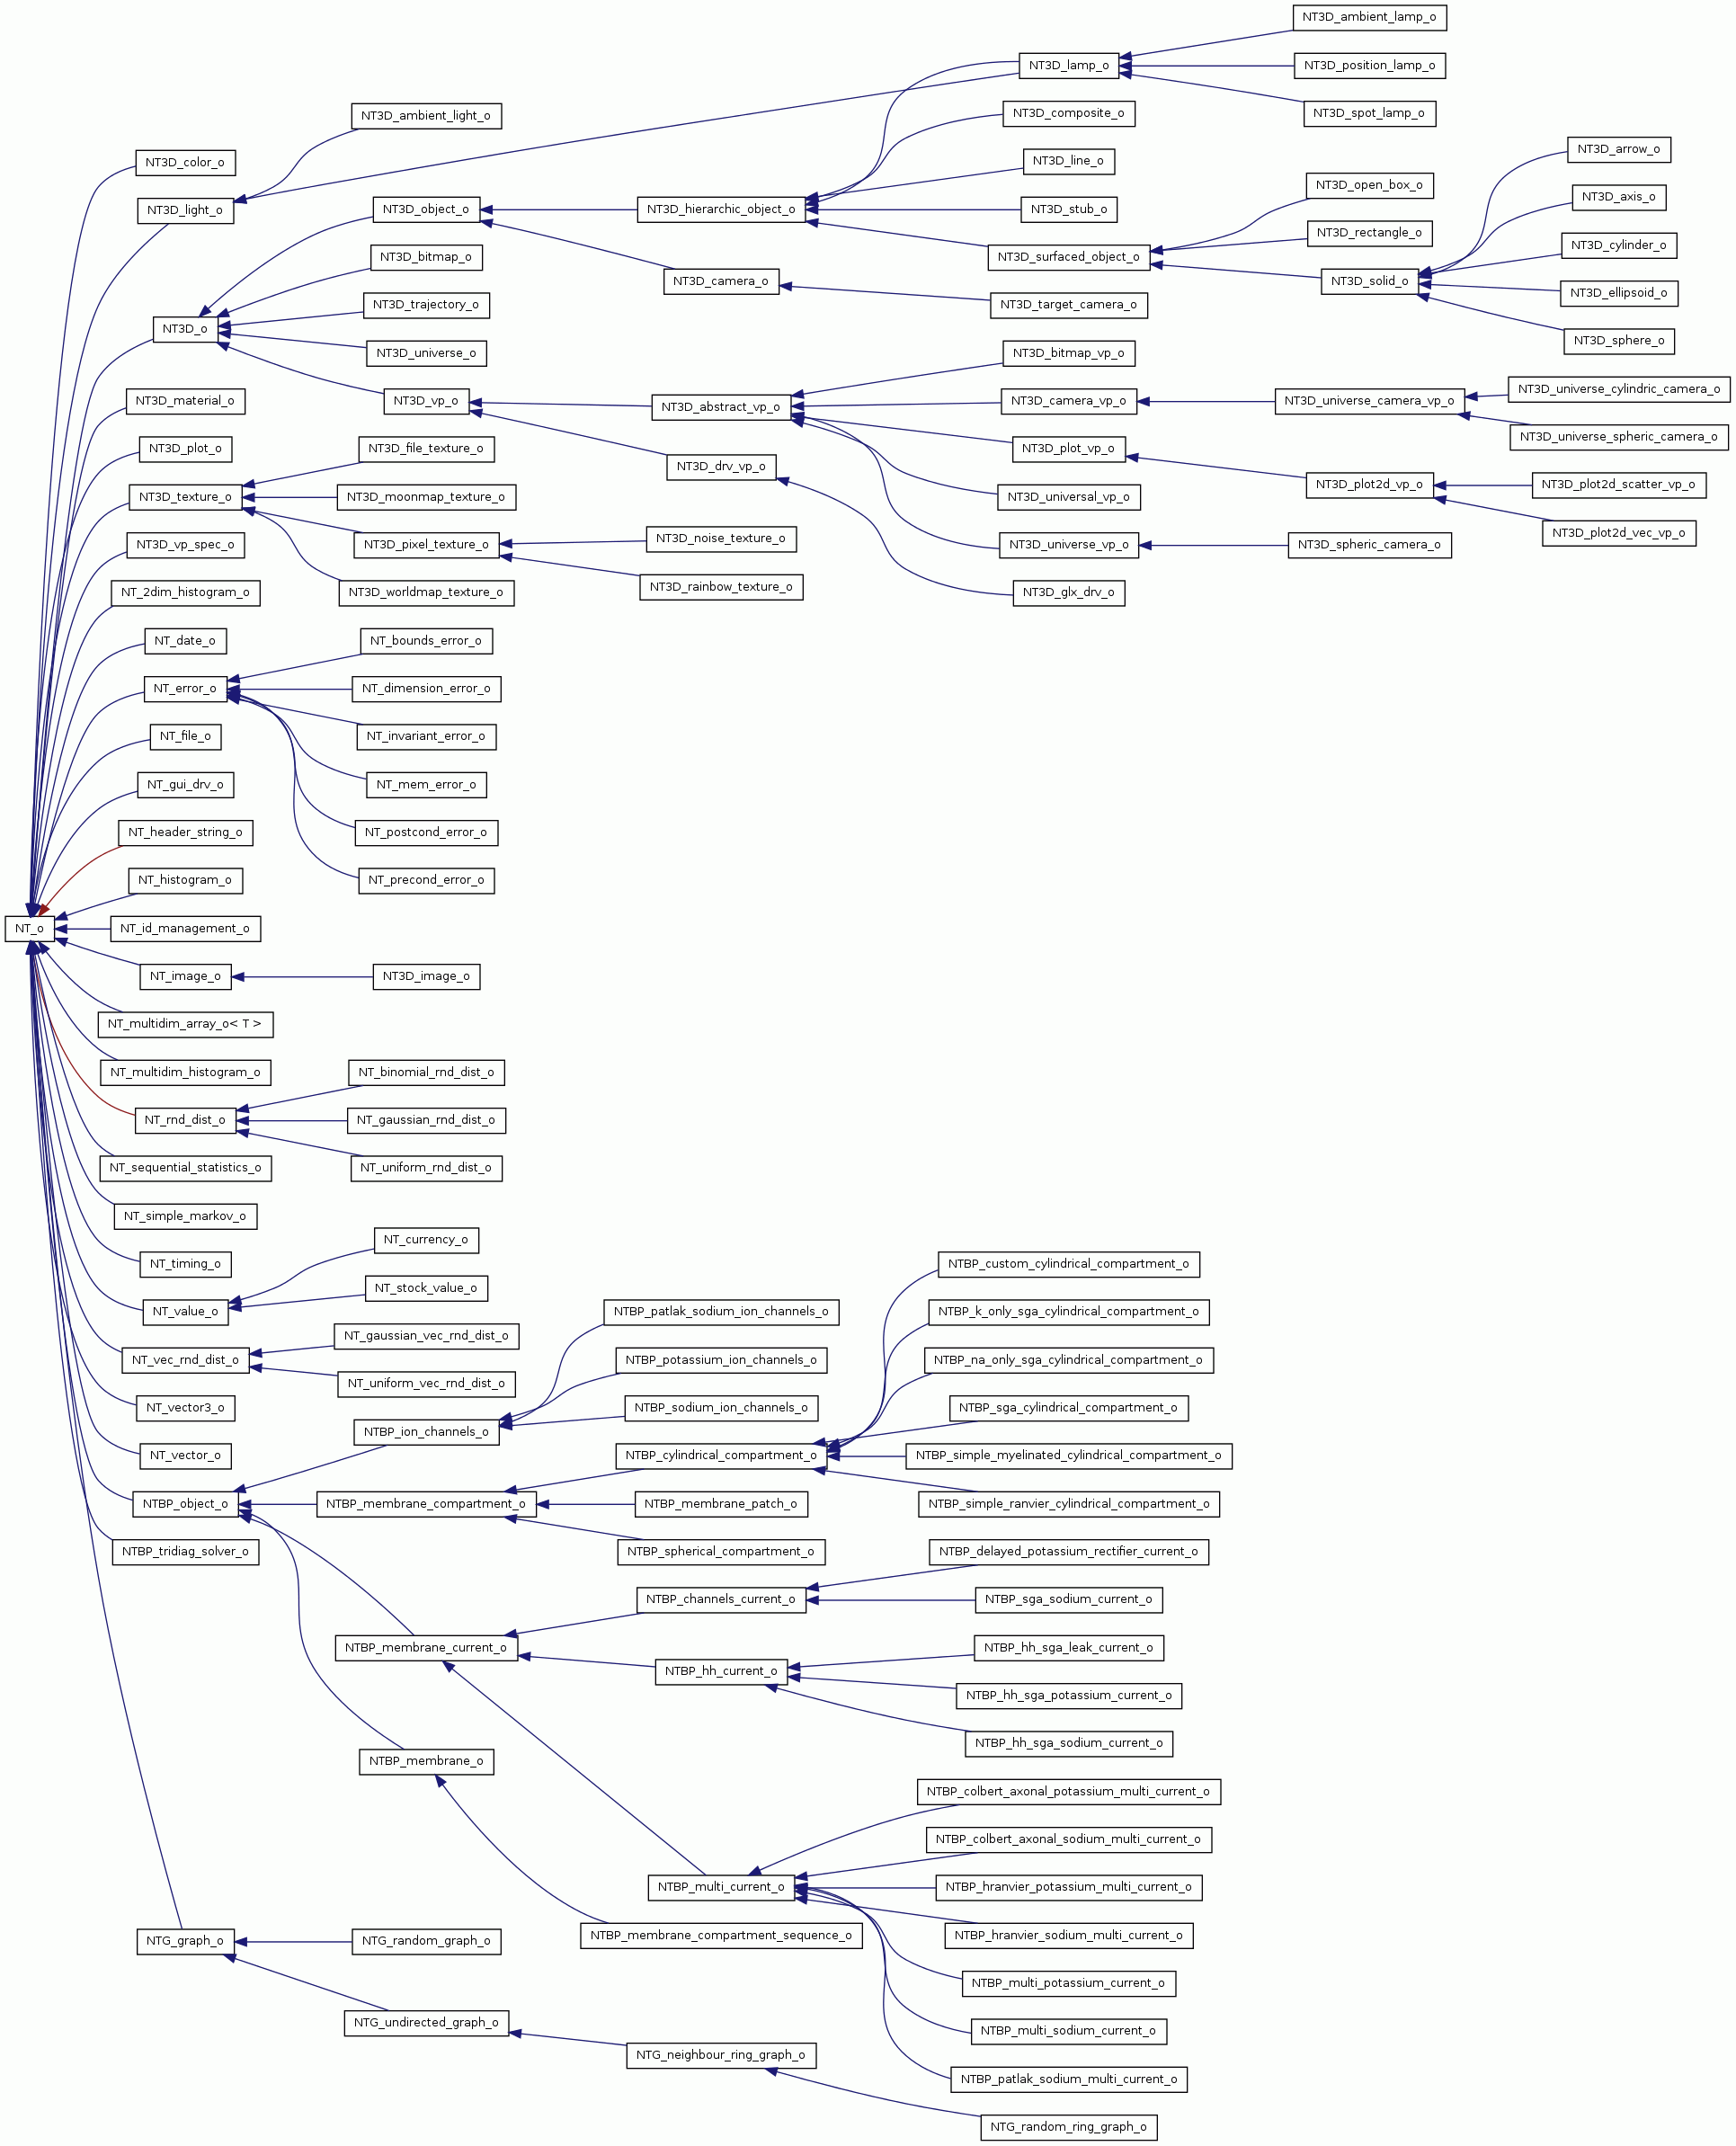 NT3D_ambient_lamp_o
NT3D_lamp_o
NT3D_position_lamp_o
NT3D_ambient_light_o
NT3D_composite_o
NT3D_spot_lamp_o
NT3D_color_o
NT3D_line_o
NT3D_arrow_o
NT3D_light_o
NT3D_object_o
NT3D_hierarchic_object_o
NT3D_stub_o
NT3D_open_box_o
NT3D_axis_o
NT3D_rectangle_o
NT3D_bitmap_o
NT3D_surfaced_object_o
NT3D_cylinder_o
NT3D_camera_o
NT3D_solid_o
NT3D_trajectory_o
NT3D_target_camera_o
NT3D_ellipsoid_o
NT3D_o
NT3D_universe_o
NT3D_bitmap_vp_o
NT3D_sphere_o
NT3D_material_o
NT3D_vp_o
NT3D_abstract_vp_o
NT3D_camera_vp_o
NT3D_universe_camera_vp_o
NT3D_universe_cylindric_camera_o
NT3D_universe_spheric_camera_o
NT3D_plot_o
NT3D_file_texture_o
NT3D_drv_vp_o
NT3D_plot_vp_o
NT3D_texture_o
NT3D_moonmap_texture_o
NT3D_universal_vp_o
NT3D_plot2d_vp_o
NT3D_plot2d_scatter_vp_o
NT3D_plot2d_vec_vp_o
NT3D_vp_spec_o
NT3D_pixel_texture_o
NT3D_noise_texture_o
NT3D_universe_vp_o
NT3D_spheric_camera_o
NT_2dim_histogram_o
NT3D_worldmap_texture_o
NT3D_rainbow_texture_o
NT3D_glx_drv_o
NT_date_o
NT_bounds_error_o
NT_error_o
NT_dimension_error_o
NT_file_o
NT_invariant_error_o
NT_gui_drv_o
NT_mem_error_o
NT_header_string_o
NT_postcond_error_o
NT_histogram_o
NT_precond_error_o
NT_o
NT_id_management_o
NT_image_o
NT3D_image_o
NT_multidim_array_o< T >
NT_multidim_histogram_o
NT_binomial_rnd_dist_o
NT_rnd_dist_o
NT_gaussian_rnd_dist_o
NT_sequential_statistics_o
NT_uniform_rnd_dist_o
NT_simple_markov_o
NT_currency_o
NT_timing_o
NTBP_custom_cylindrical_compartment_o
NT_stock_value_o
NT_value_o
NTBP_patlak_sodium_ion_channels_o
NTBP_k_only_sga_cylindrical_compartment_o
NT_gaussian_vec_rnd_dist_o
NT_vec_rnd_dist_o
NTBP_potassium_ion_channels_o
NTBP_na_only_sga_cylindrical_compartment_o
NT_uniform_vec_rnd_dist_o
NT_vector3_o
NTBP_sodium_ion_channels_o
NTBP_sga_cylindrical_compartment_o
NTBP_ion_channels_o
NT_vector_o
NTBP_cylindrical_compartment_o
NTBP_simple_myelinated_cylindrical_compartment_o
NTBP_object_o
NTBP_membrane_compartment_o
NTBP_membrane_patch_o
NTBP_simple_ranvier_cylindrical_compartment_o
NTBP_tridiag_solver_o
NTBP_spherical_compartment_o
NTBP_delayed_potassium_rectifier_current_o
NTBP_channels_current_o
NTBP_sga_sodium_current_o
NTBP_membrane_current_o
NTBP_hh_sga_leak_current_o
NTBP_hh_current_o
NTBP_hh_sga_potassium_current_o
NTBP_hh_sga_sodium_current_o
NTBP_membrane_o
NTBP_colbert_axonal_potassium_multi_current_o
NTBP_colbert_axonal_sodium_multi_current_o
NTBP_multi_current_o
NTBP_hranvier_potassium_multi_current_o
NTBP_membrane_compartment_sequence_o
NTBP_hranvier_sodium_multi_current_o
NTG_graph_o
NTG_random_graph_o
NTBP_multi_potassium_current_o
NTG_undirected_graph_o
NTBP_multi_sodium_current_o
NTG_neighbour_ring_graph_o
NTBP_patlak_sodium_multi_current_o
NTG_random_ring_graph_o